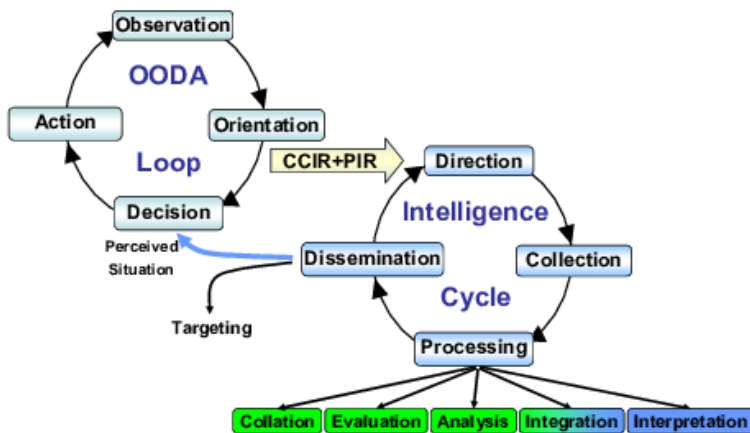 Observation
OODA
Action
Orientation
Loop
CCIR+PIR
Direction
Decision
Intelligence
Perceived
Situation
Dissemination
Collection
Cycle
Targeting
Processing
Collation
Evaluation
Analysis
Integration
Interpretation